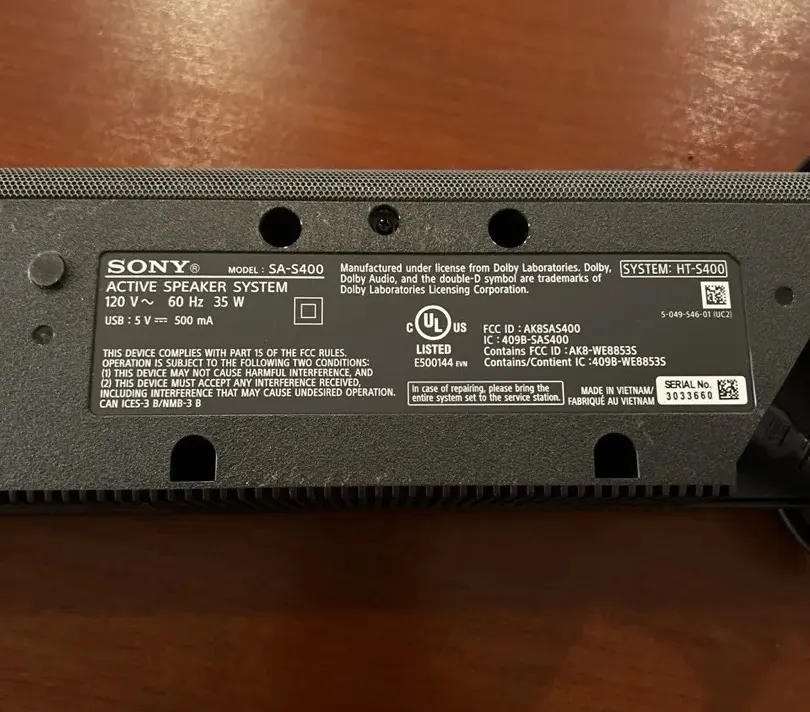 SONY® MODEL : SA-S400
ACTIVE SPEAKER SYSTEM
120 V~ 60 Hz 35 W
USB : 5 V⎓ 500 mA
THIS DEVICE COMPLIES WITH PART 15 OF THE FCC RULES.
OPERATION IS SUBJECT TO THE FOLLOWING TWO CONDITIONS:
(1) THIS DEVICE MAY NOT CAUSE HARMFUL INTERFERENCE, AND
(2) THIS DEVICE MUST ACCEPT ANY INTERFERENCE RECEIVED,
INCLUDING INTERFERENCE THAT MAY CAUSE UNDESIRED OPERATION.
CAN ICES-3 B/NMB-3 B
Manufactured under license from Dolby Laboratories. Dolby,
Dolby Audio, and the double-D symbol are trademarks of
Dolby Laboratories Licensing Corporation.
SYSTEM: HT-S400
5-049-546-01 (UC2)
C UL US
LISTED
E500144 EVN
FCC ID : AK8SAS400
IC : 409B-SAS400
Contains FCC ID : AK8-WE8853S
Contains/Contient IC : 409B-WE8853S
In case of repairing, please bring the
entire system set to the service station.
MADE IN VIETNAM/
FABRIQUÉ AU VIETNAM
SERIAL No.
3033660